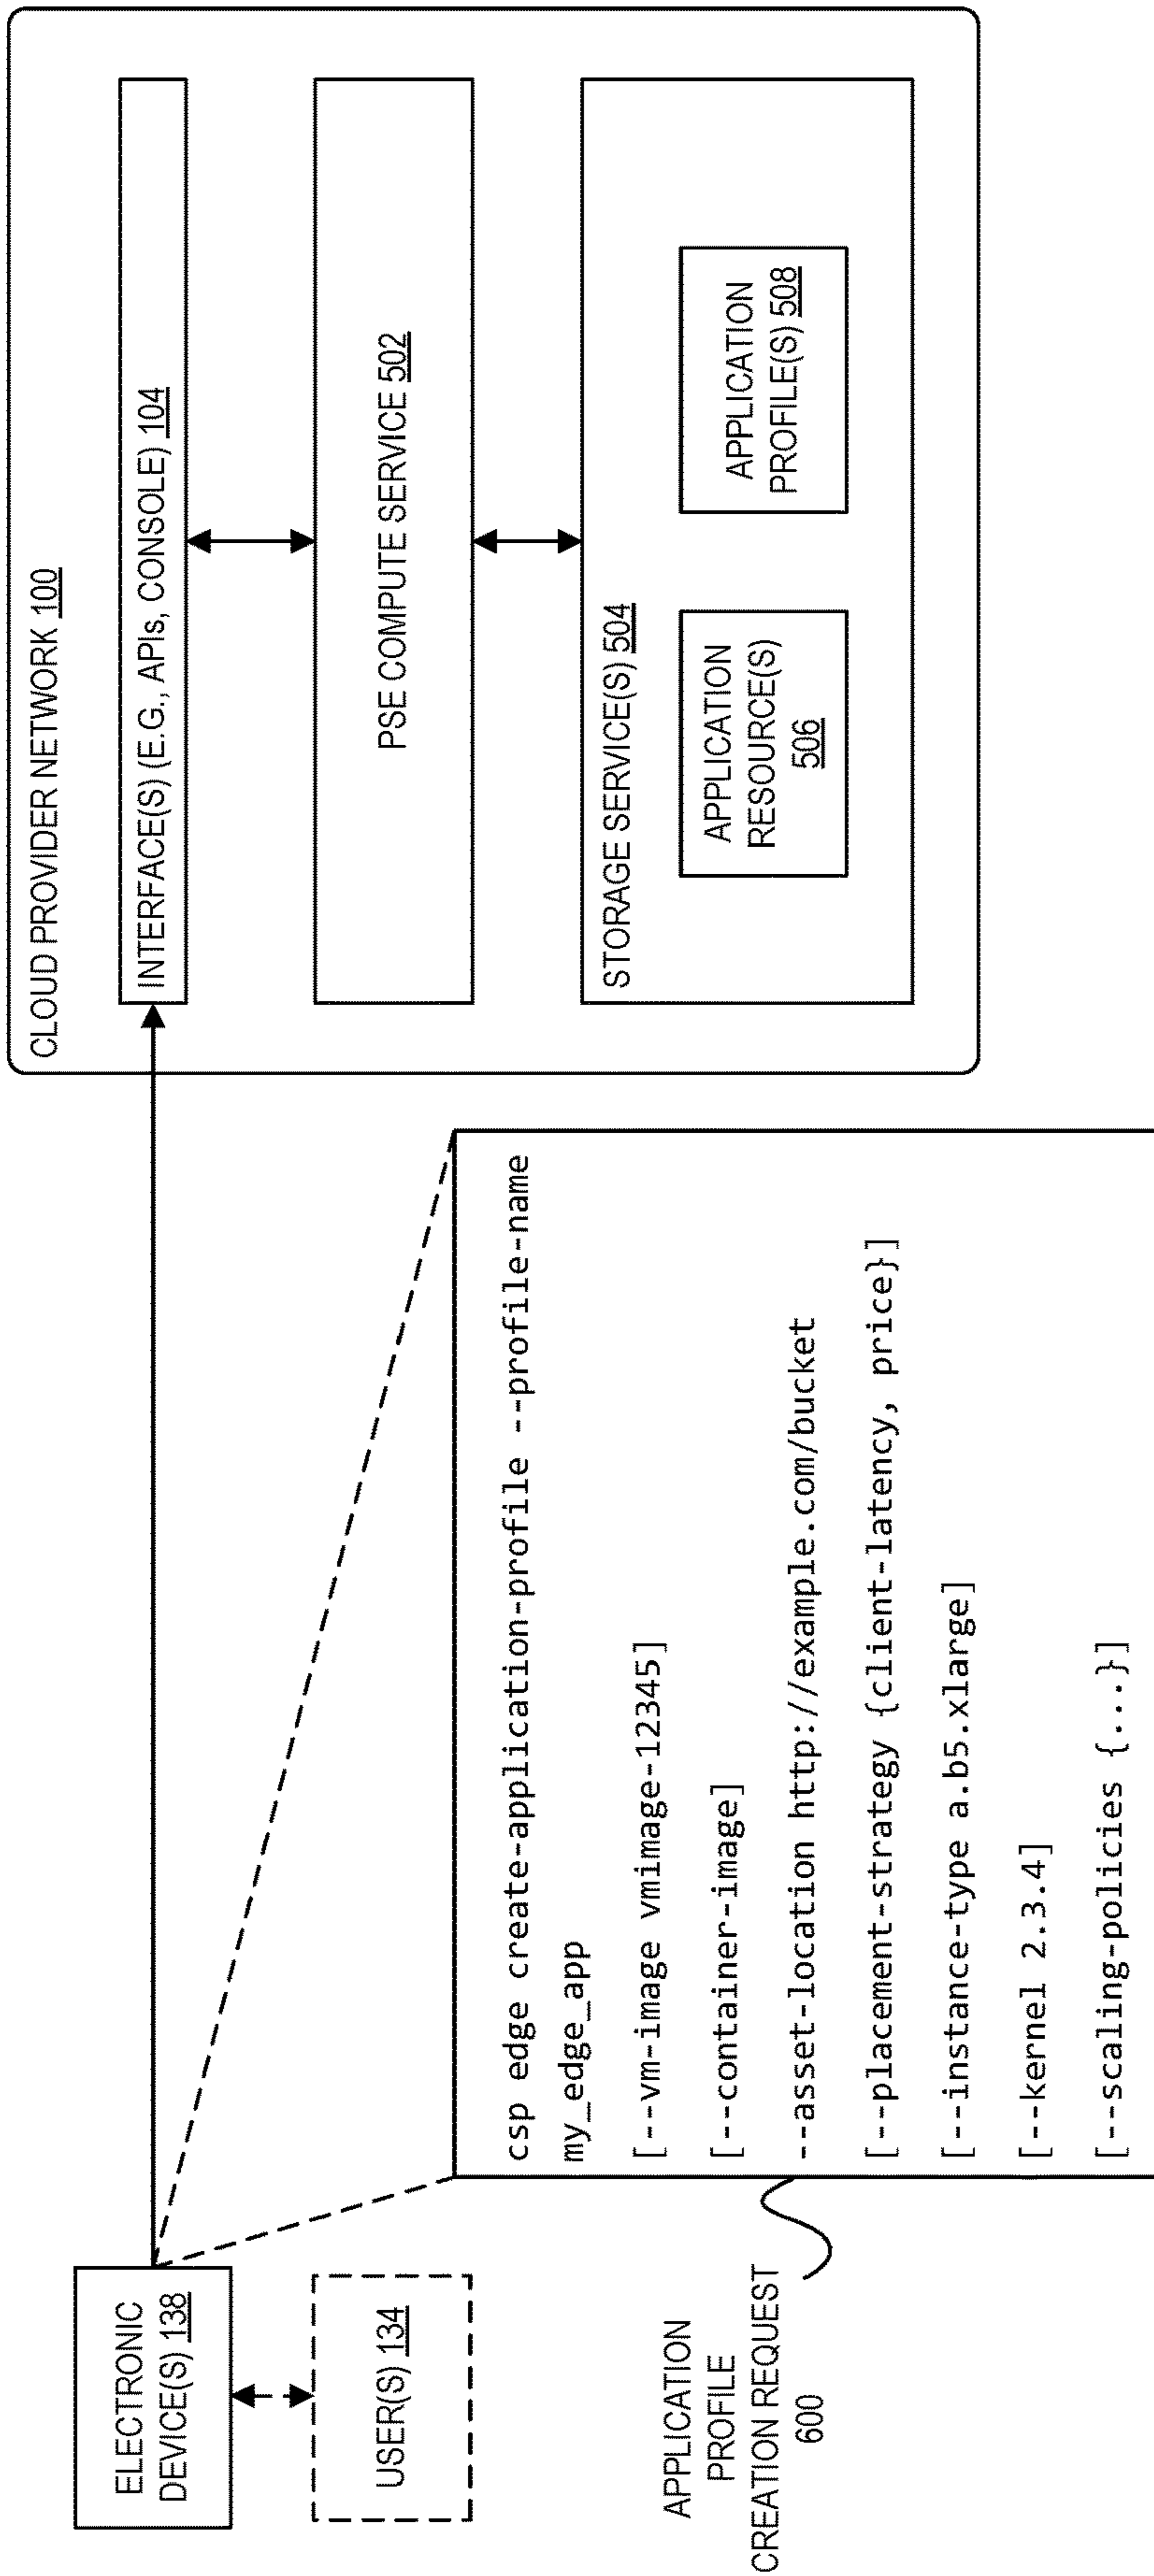 CLOUD PROVIDER NETWORK 100
INTERFACE(S) (E.G., APIs, CONSOLE) 104
PSE COMPUTE SERVICE 502
STORAGE SERVICE(S) 504
APPLICATION
RESOURCE(S)
506
APPLICATION
PROFILE(S) 508
ELECTRONIC
DEVICE(S) 138
USER(S) 134
APPLICATION
PROFILE
CREATION REQUEST
600
csp edge create-application-profile --profile-name
my_edge_app
[--vm-image vmimage-12345]
[--container-image]
--asset-location http://example.com/bucket
[--placement-strategy {client-latency, price}]
[--instance-type a.b5.xlarge]
[--kernel 2.3.4]
[--scaling-policies {...}]